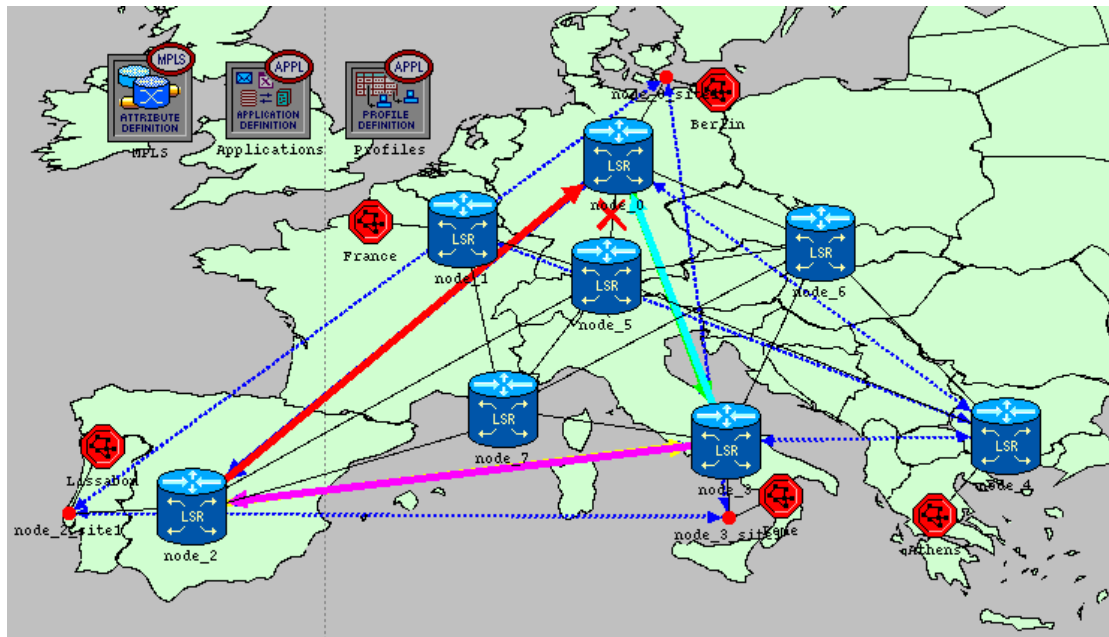 MPLS
ATTRIBUTE
DEFINITION
MPLS
APPL
APPLICATION
DEFINITION
Applications
APPL
PROFILE
DEFINITION
Profiles
Berlin
LSR
node_0
LSR
node_1
France
LSR
node_5
LSR
node_6
LSR
node_7
LSR
node_3
LSR
node_4
Lissabon
LSR
node_2
node_2_site1
node_3_site
Athens